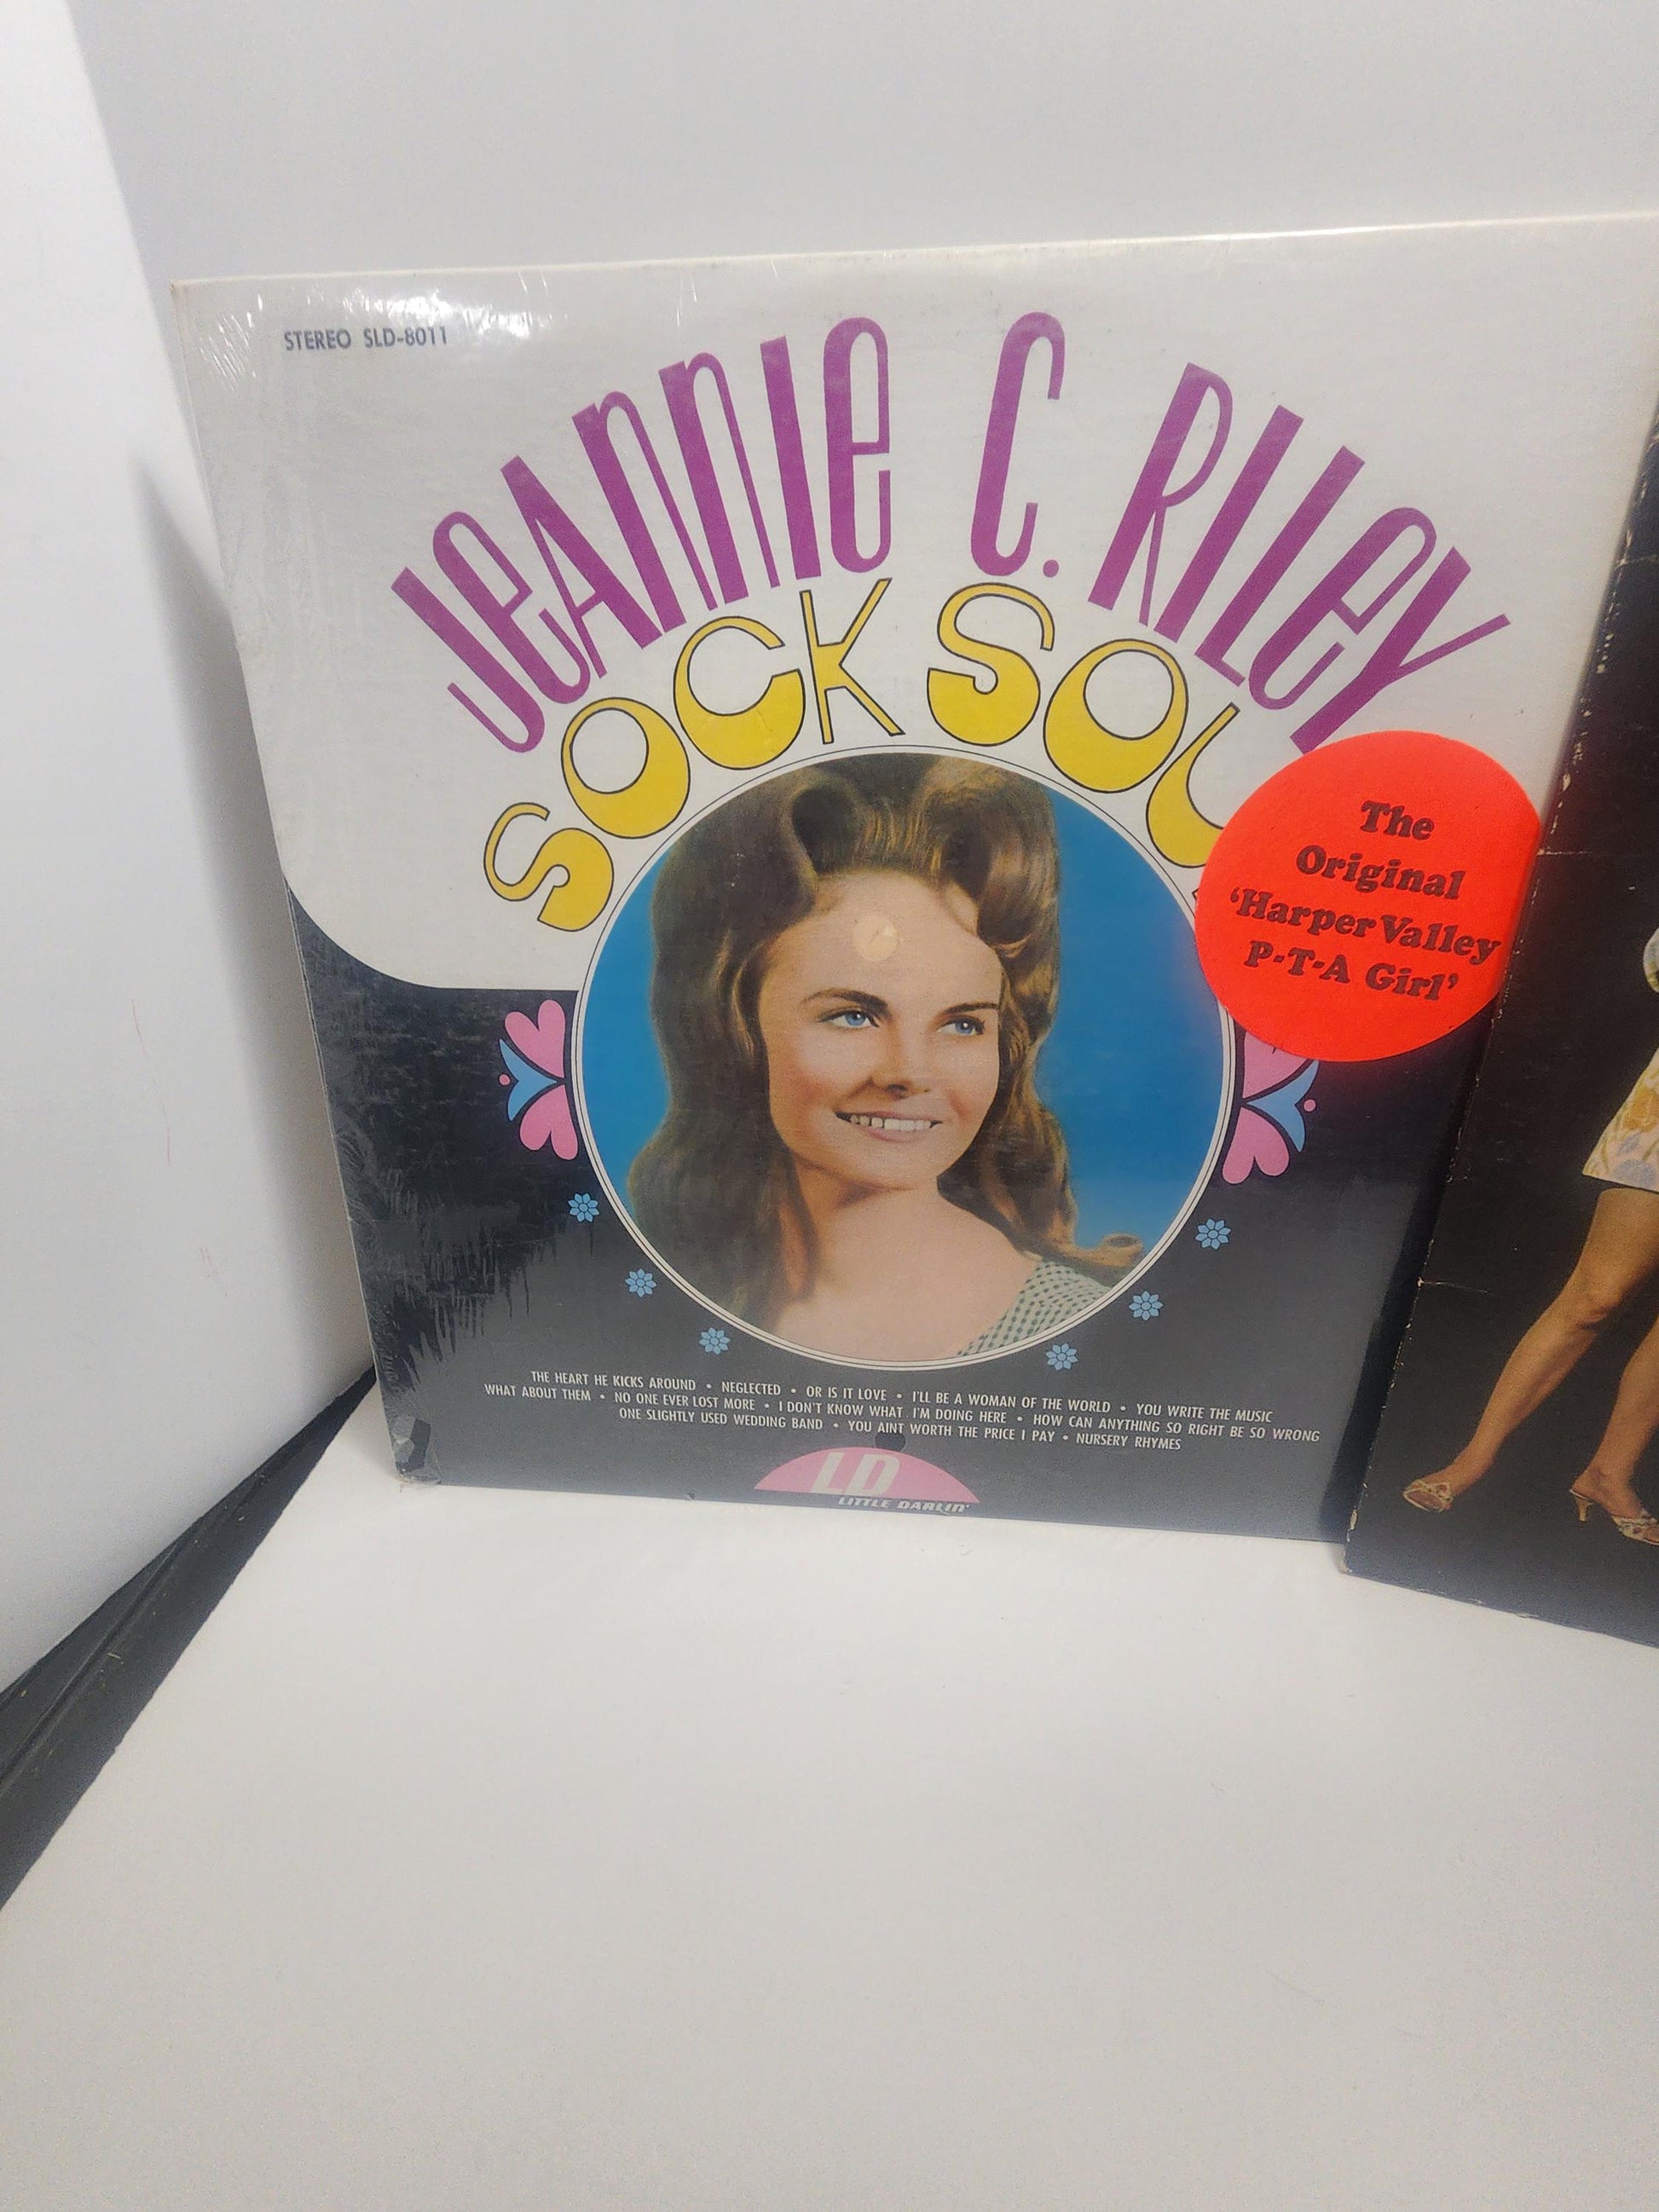 STEREO SLD-8011
JEANNIE C. RILEY
SOCK SOUL
The
Original
'Harper Valley
P-T-A Girl'
THE HEART HE KICKS AROUND • NEGLECTED • OR IS IT LOVE • I'LL BE A WOMAN OF THE WORLD • YOU WRITE THE MUSIC
WHAT ABOUT THEM • NO ONE EVER LOST MORE • I DON'T KNOW WHAT I'M DOING HERE • HOW CAN ANYTHING SO RIGHT BE SO WRONG
ONE SLIGHTLY USED WEDDING BAND • YOU AINT WORTH THE PRICE I PAY • NURSERY RHYMES
LD
LITTLE DARLIN'